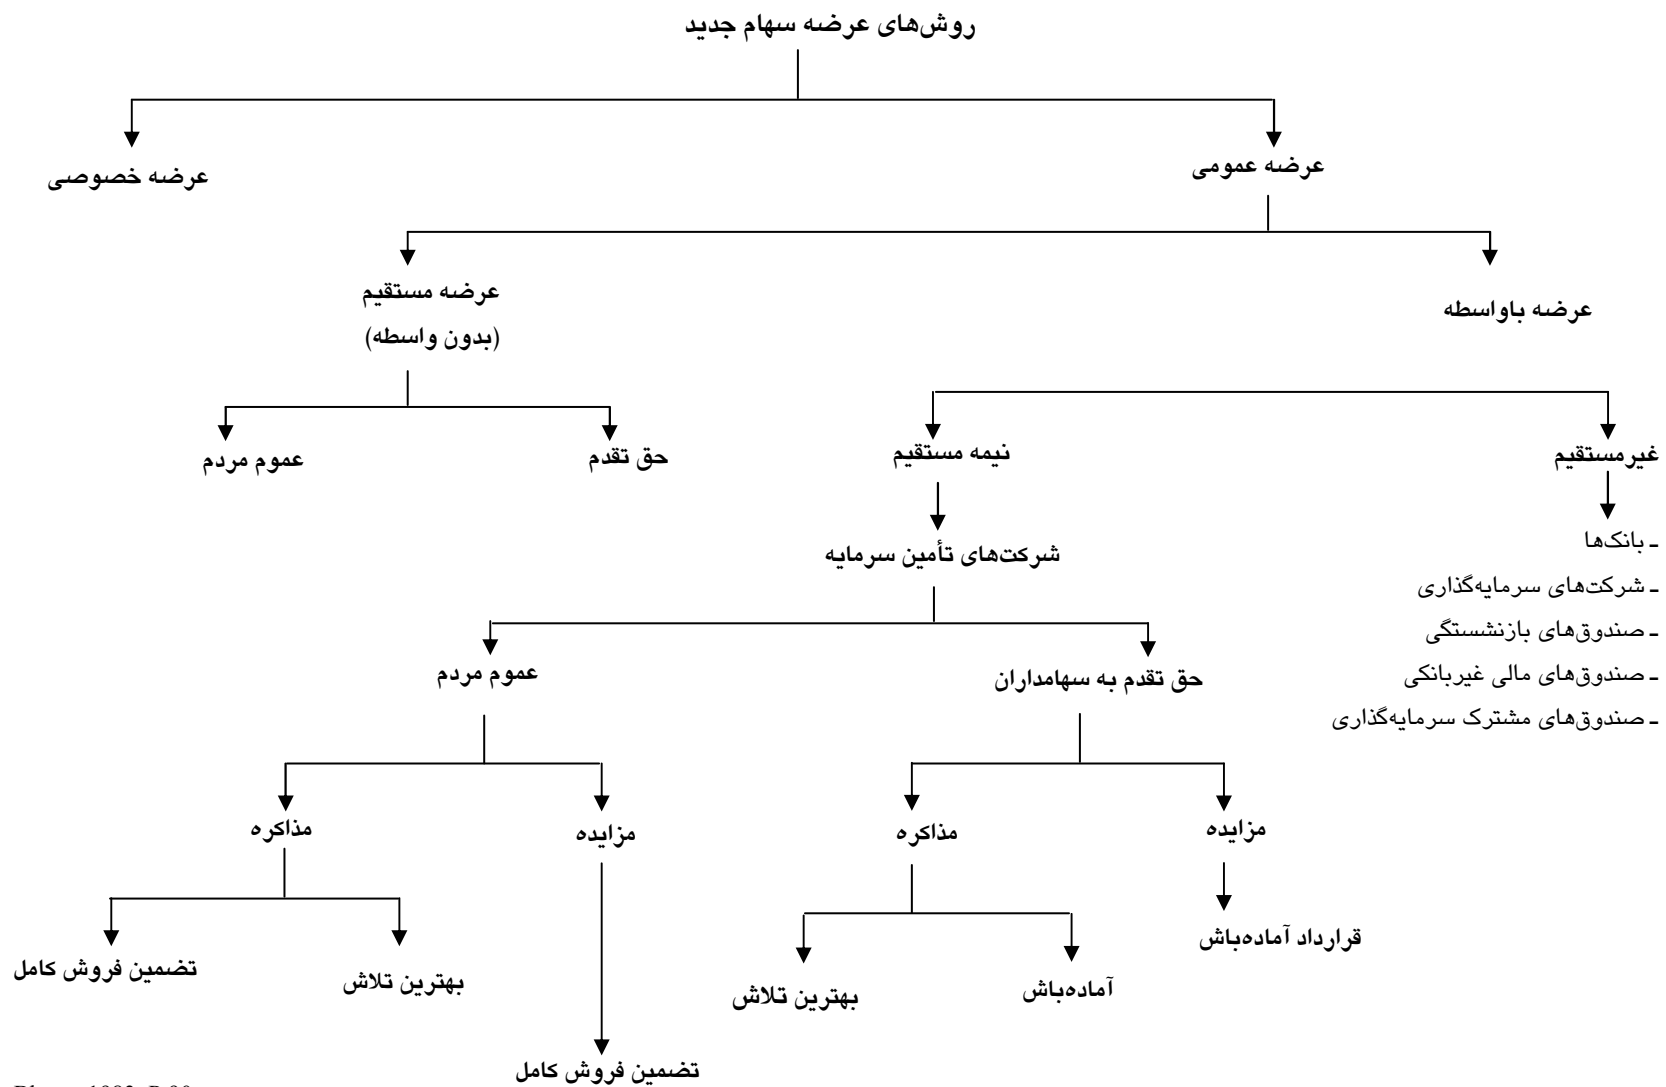 روش‌های عرضه سهام جدید
عرضه عمومی
عرضه خصوصی
عرضه باواسطه
عرضه مستقیم
(بدون واسطه)
غیرمستقیم
نیمه مستقیم
حق تقدم
عموم مردم
ـ بانک‌ها
ـ شرکت‌های سرمایه‌گذاری
ـ صندوق‌های بازنشستگی
ـ صندوق‌های مالی غیربانکی
ـ صندوق‌های مشترک سرمایه‌گذاری
شرکت‌های تأمین سرمایه
حق تقدم به سهامداران
عموم مردم
مزایده
مذاکره
مزایده
مذاکره
قرارداد آماده‌باش
آماده‌باش
بهترین تلاش
تضمین فروش کامل
بهترین تلاش
تضمین فروش کامل